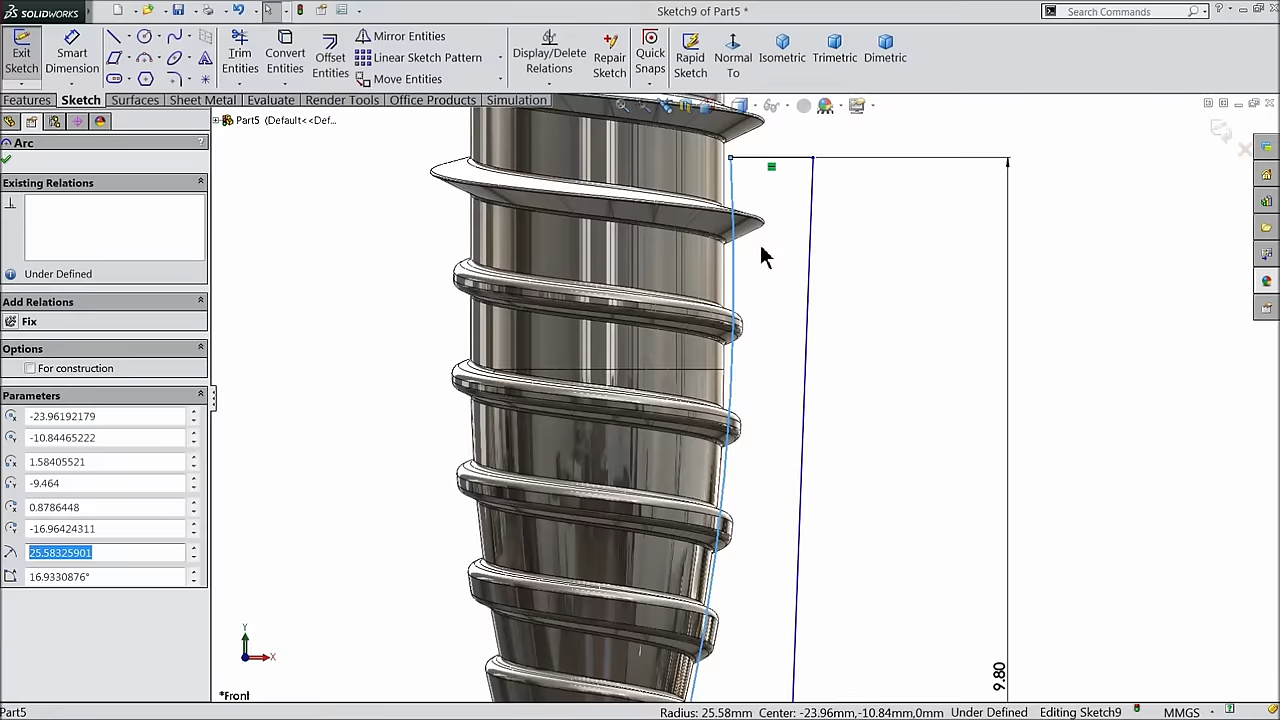 SOLIDWORKS
Sketch9 of Part5 *
Search Commands
Exit Sketch
Smart Dimension
Trim Entities
Convert Entities
Offset Entities
Mirror Entities
Linear Sketch Pattern
Move Entities
Display/Delete Relations
Repair Sketch
Quick Snaps
Rapid Sketch
Normal To
Isometric
Trimetric
Dimetric
Features
Sketch
Surfaces
Sheet Metal
Evaluate
Render Tools
Office Products
Simulation
Part5 (Default<<Def...
Arc
?
Existing Relations
Under Defined
Add Relations
Fix
Options
For construction
Parameters
-23.96192179
-10.84465222
1.58405521
-9.464
0.8786448
-16.96424311
25.58325901
16.9330876°
9.80
Y
X
*Front
Part5
Radius: 25.58mm Center: -23.96mm,-10.84mm,0mm Under Defined Editing Sketch9 MMGS